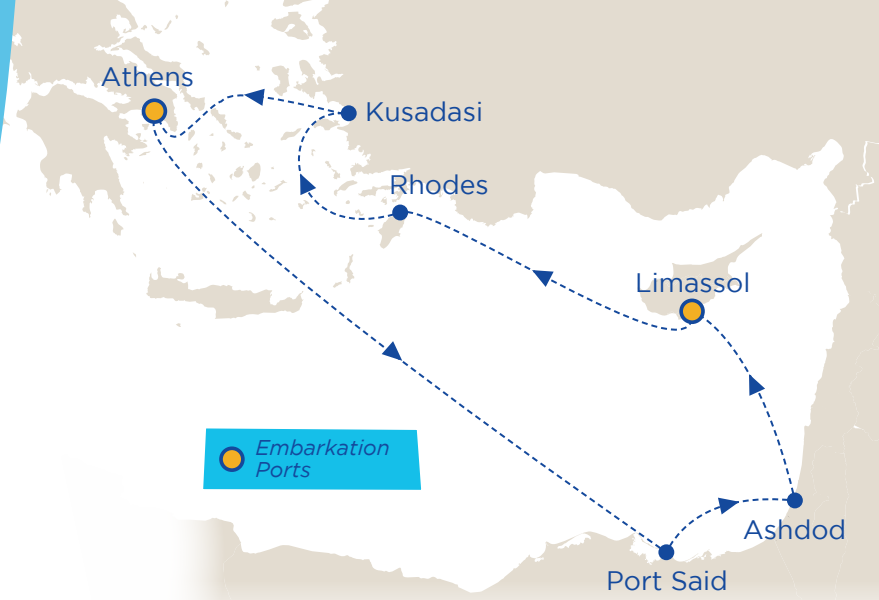 Athens
Kusadasi
Rhodes
Limassol
Embarkation
Ports
Ashdod
Port Said